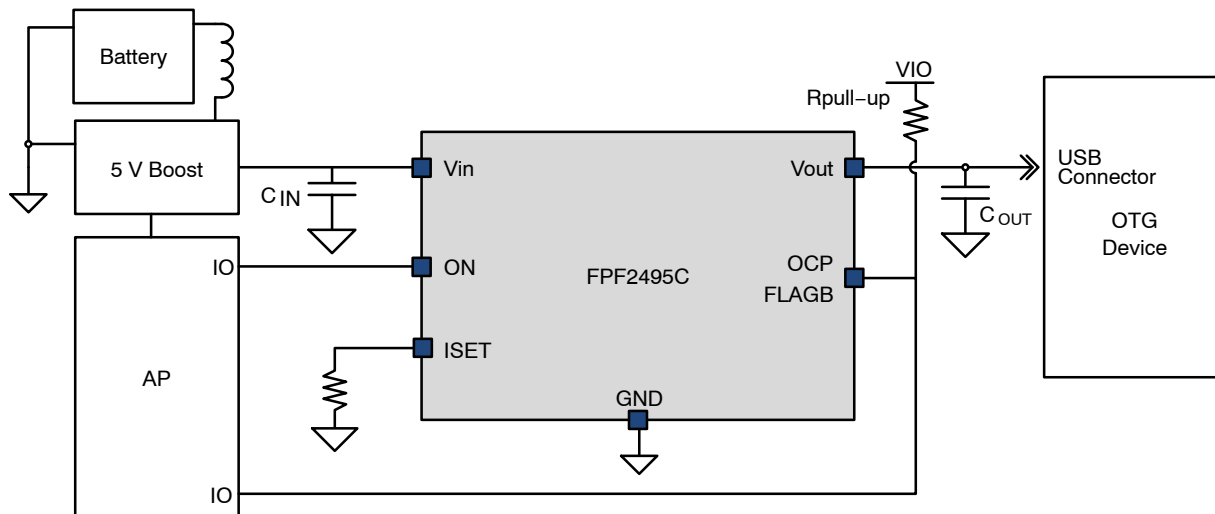 Battery
5 V Boost
C IN
Vin
Vout
VIO
Rpull−up
USB
Connector
C OUT
OTG
Device
IO
ON
FPF2495C
OCP
FLAGB
ISET
AP
GND
IO